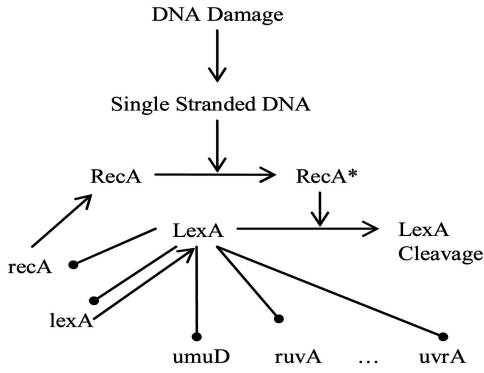 DNA Damage
Single Stranded DNA
RecA RecA*
LexA LexA
Cleavage
recA
lexA
umuD ruvA ... uvrA